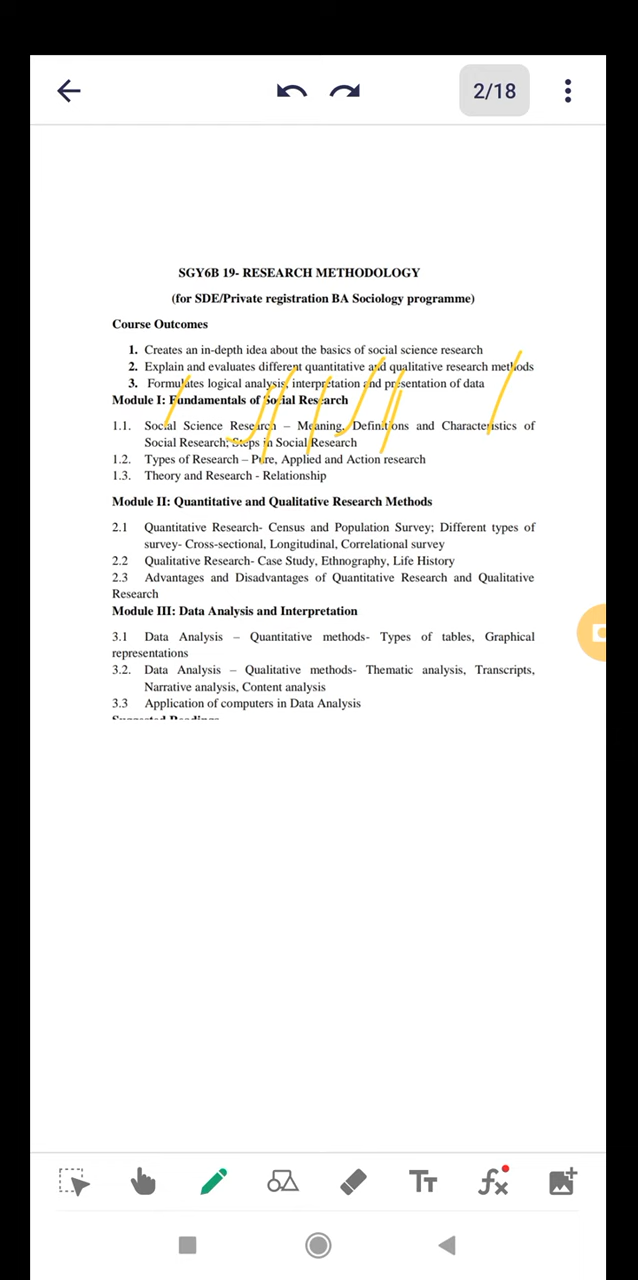 2/18
SGY6B 19- RESEARCH METHODOLOGY
(for SDE/Private registration BA Sociology programme)
Course Outcomes
1. Creates an in-depth idea about the basics of social science research
2. Explain and evaluates different quantitative and qualitative research methods
3. Formulates logical analysis, interpretation and presentation of data
Module I: Fundamentals of Social Research
1.1. Social Science Research – Meaning, Definitions and Characteristics of
Social Research; Steps in Social Research
1.2. Types of Research – Pure, Applied and Action research
1.3. Theory and Research - Relationship
Module II: Quantitative and Qualitative Research Methods
2.1 Quantitative Research- Census and Population Survey; Different types of
survey- Cross-sectional, Longitudinal, Correlational survey
2.2 Qualitative Research- Case Study, Ethnography, Life History
2.3 Advantages and Disadvantages of Quantitative Research and Qualitative
Research
Module III: Data Analysis and Interpretation
3.1 Data Analysis – Quantitative methods- Types of tables, Graphical
representations
3.2. Data Analysis – Qualitative methods- Thematic analysis, Transcripts,
Narrative analysis, Content analysis
3.3 Application of computers in Data Analysis
Suggested Readings
TT
fx